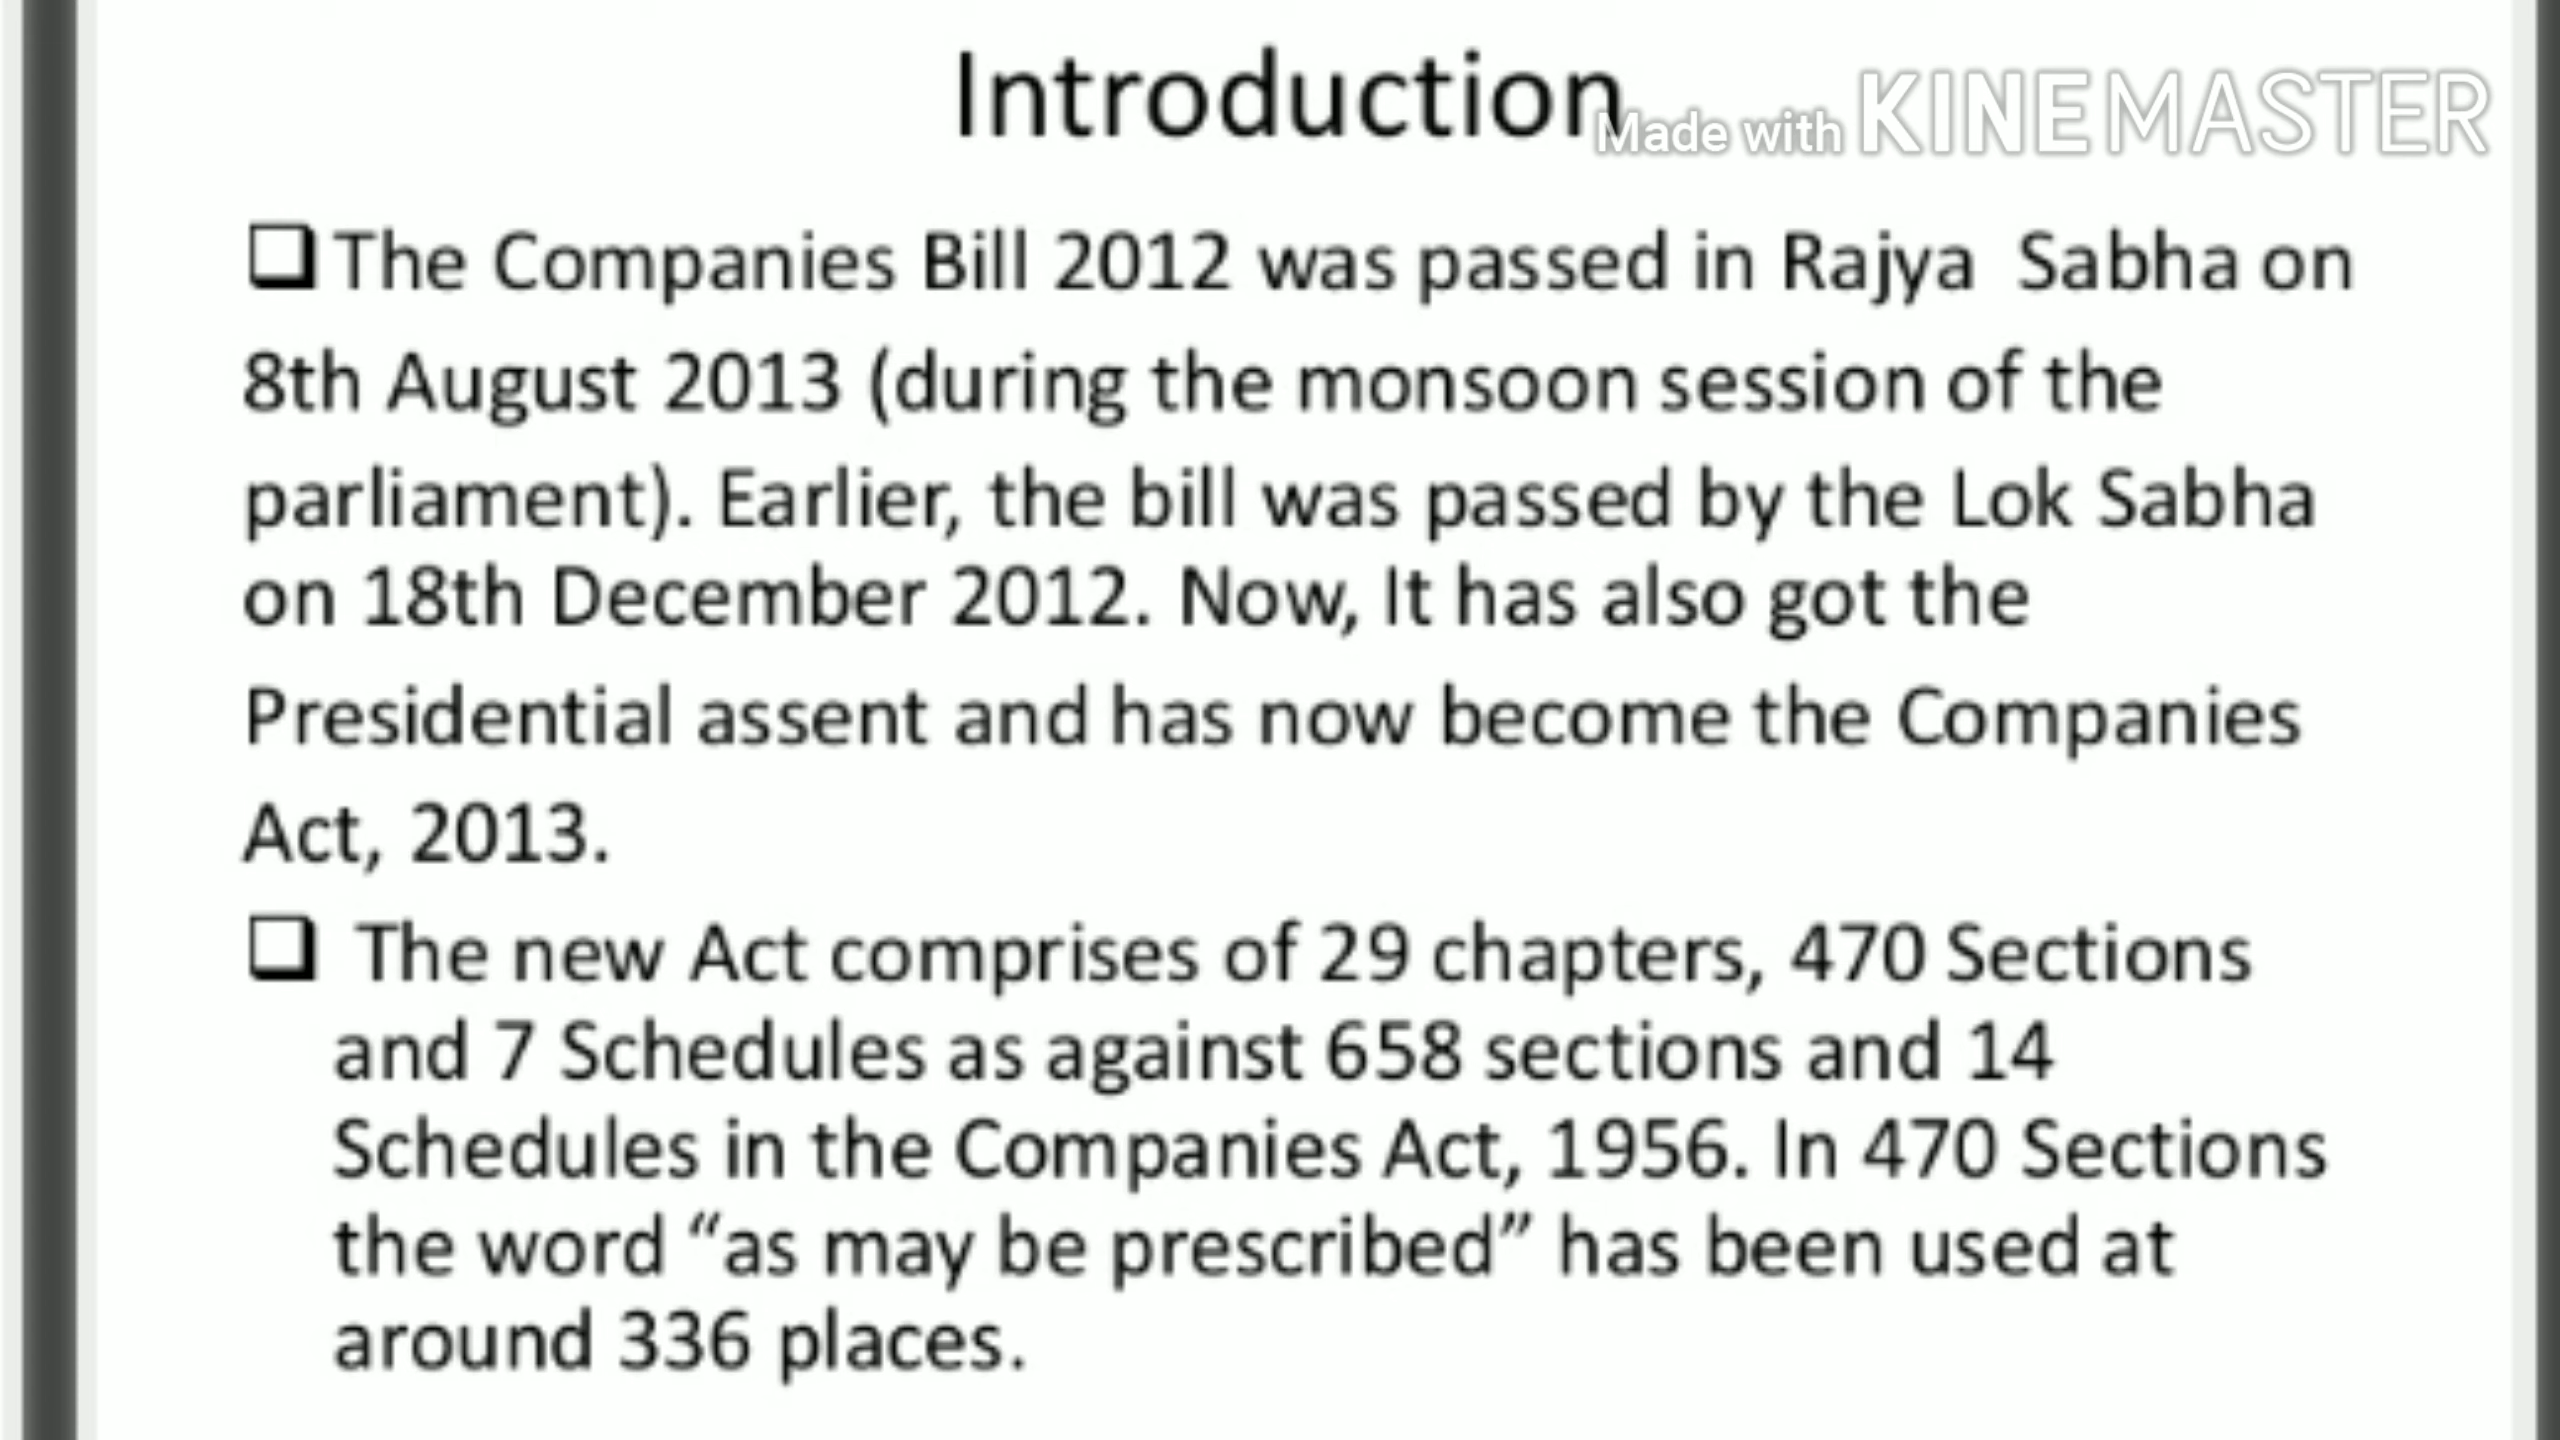 Introduction
Made with KINEMASTER
❑ The Companies Bill 2012 was passed in Rajya Sabha on
8th August 2013 (during the monsoon session of the
parliament). Earlier, the bill was passed by the Lok Sabha
on 18th December 2012. Now, It has also got the
Presidential assent and has now become the Companies
Act, 2013.
❑ The new Act comprises of 29 chapters, 470 Sections
and 7 Schedules as against 658 sections and 14
Schedules in the Companies Act, 1956. In 470 Sections
the word “as may be prescribed” has been used at
around 336 places.